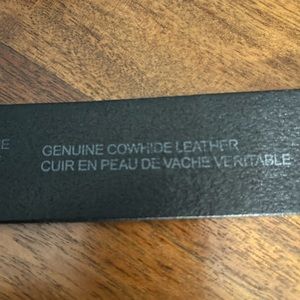 GENUINE COWHIDE LEATHER
CUIR EN PEAU DE VACHE VERITABLE